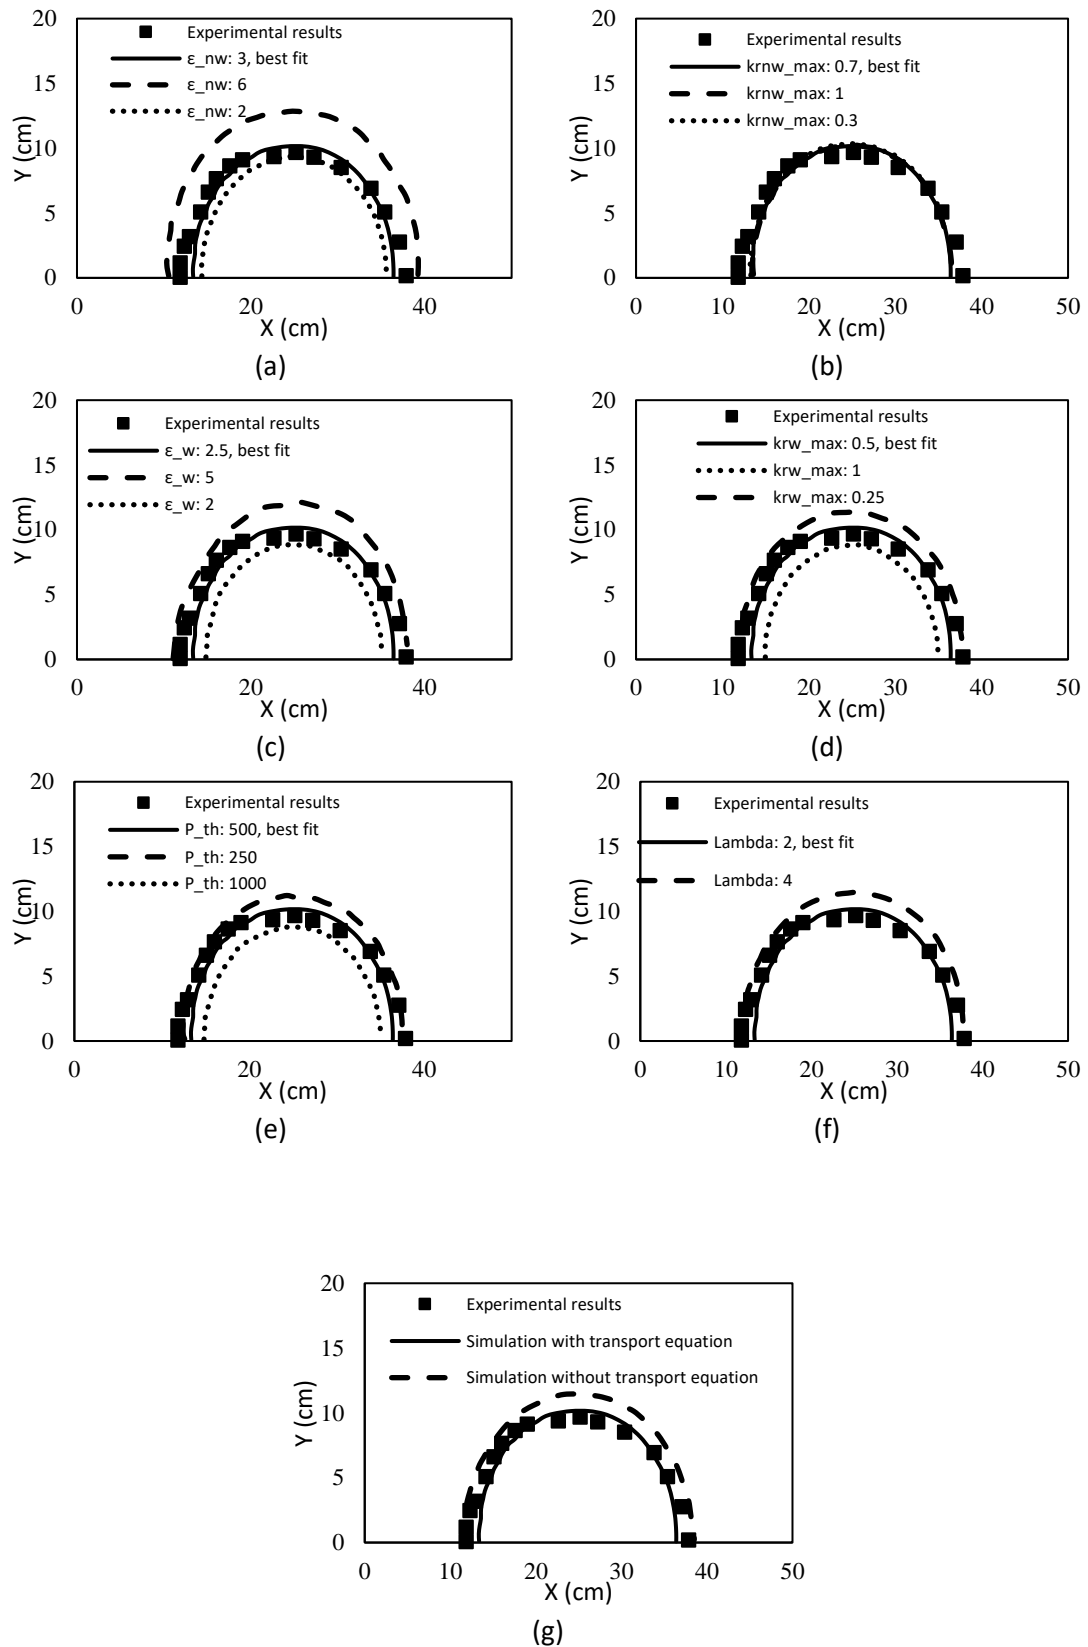 20
Experimental results
ε_nw: 3, best fit
ε_nw: 6
ε_nw: 2
15
10
5
0
Y (cm)
0
20
40
X (cm)
(a)
20
Experimental results
krnw_max: 0.7, best fit
krnw_max: 1
krnw_max: 0.3
15
10
5
0
Y (cm)
0
10
20
30
40
50
X (cm)
(b)
20
Experimental results
ε_w: 2.5, best fit
ε_w: 5
ε_w: 2
15
10
5
0
Y (cm)
0
20
40
X (cm)
(c)
20
Experimental results
krw_max: 0.5, best fit
krw_max: 1
krw_max: 0.25
15
10
5
0
Y (cm)
0
10
20
30
40
50
X (cm)
(d)
20
Experimental results
P_th: 500, best fit
P_th: 250
P_th: 1000
15
10
5
0
Y (cm)
0
20
40
X (cm)
(e)
20
Experimental results
Lambda: 2, best fit
Lambda: 4
15
10
5
0
Y (cm)
0
10
20
30
40
50
X (cm)
(f)
20
Experimental results
Simulation with transport equation
Simulation without transport equation
15
10
5
0
Y (cm)
0
10
20
30
40
50
X (cm)
(g)